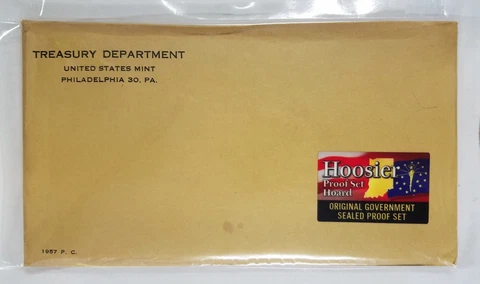 TREASURY DEPARTMENT
UNITED STATES MINT
PHILADELPHIA 30. PA.
Hoosier
Proof Set
Hoard
ORIGINAL GOVERNMENT
SEALED PROOF SET
1957 P. C.